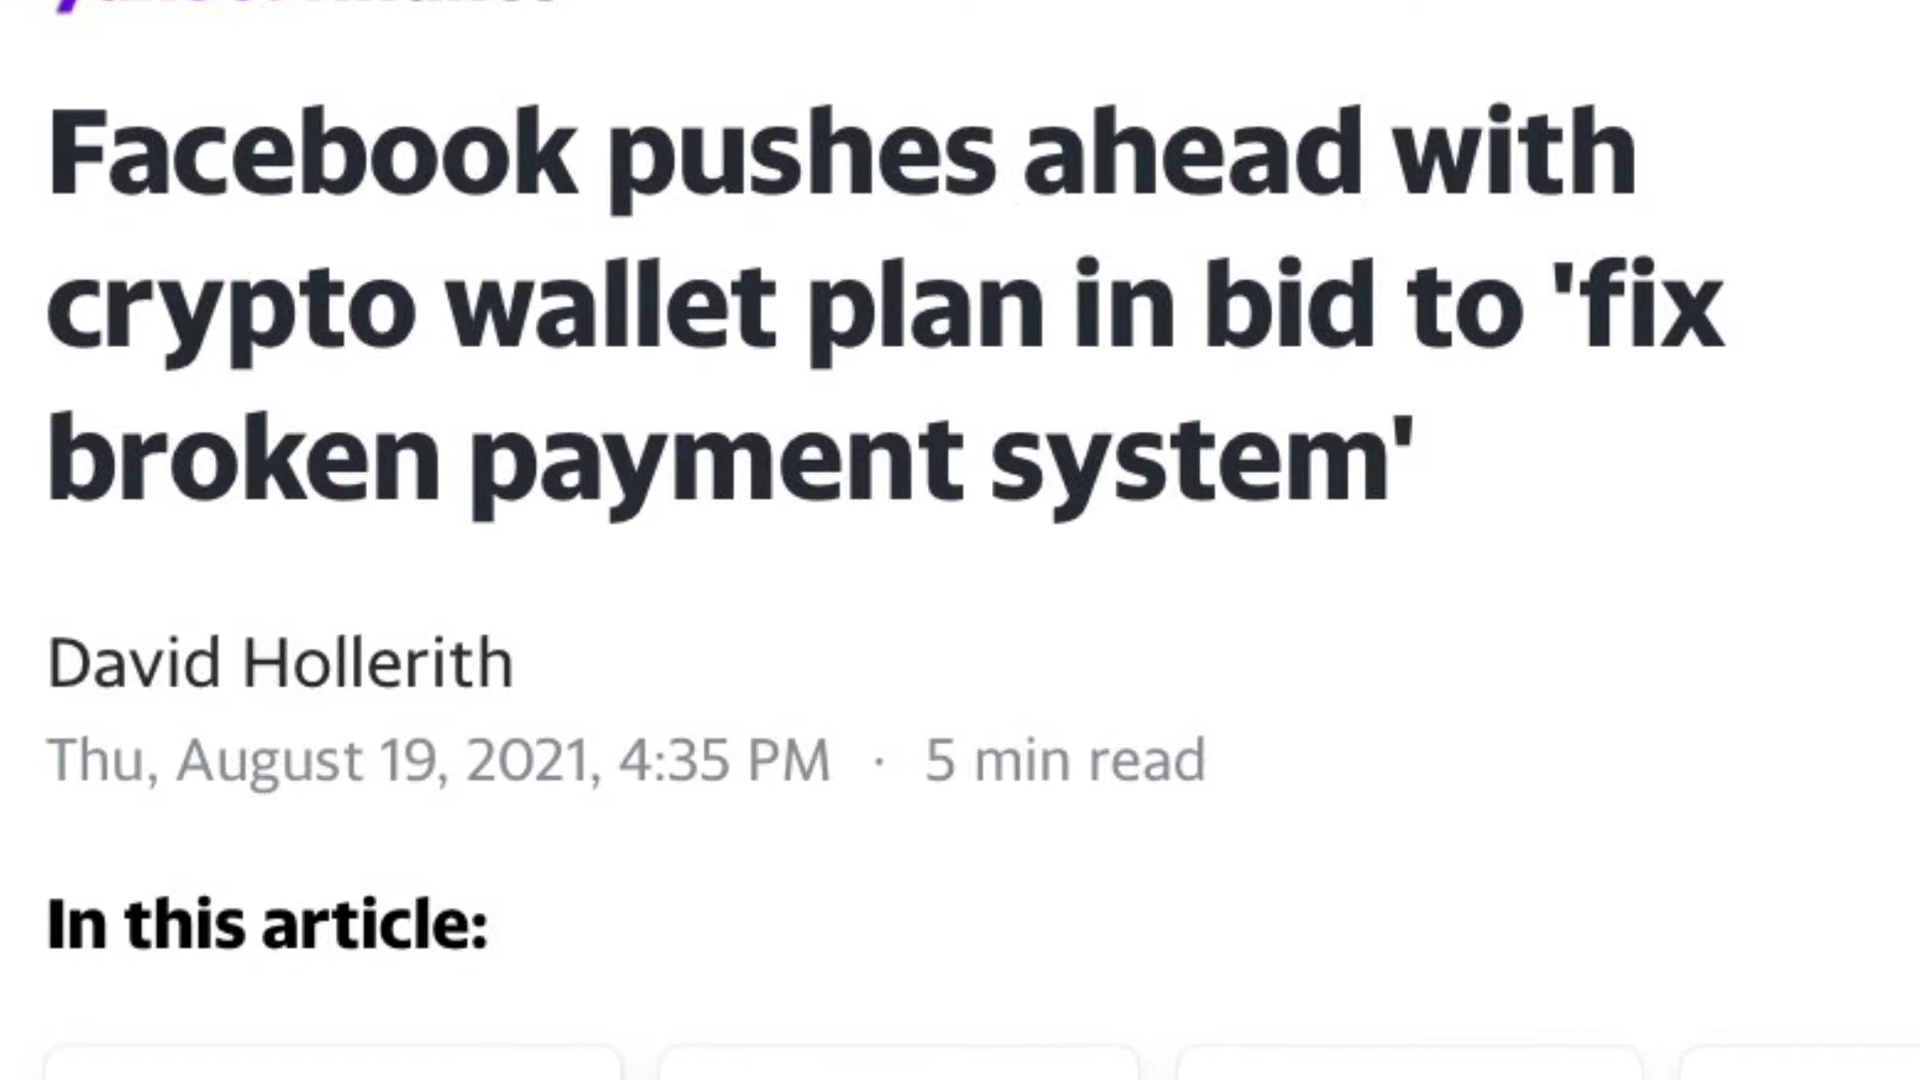 Facebook pushes ahead with
crypto wallet plan in bid to 'fix
broken payment system'
David Hollerith
Thu, August 19, 2021, 4:35 PM · 5 min read
In this article: